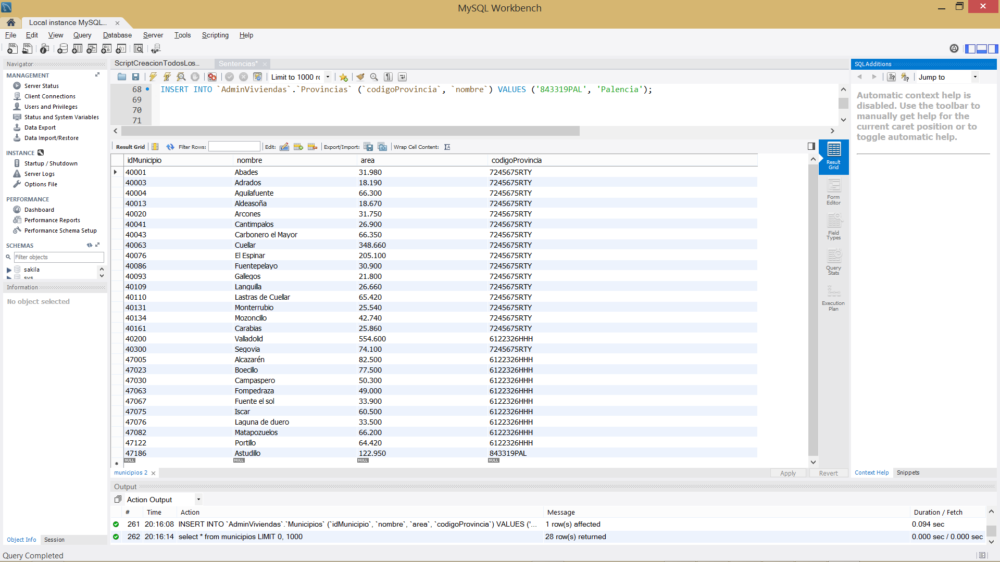 MySQL Workbench
Local instance MySQL...
File Edit View Query Database Server Tools Scripting Help
Navigator
MANAGEMENT
Server Status
Client Connections
Users and Privileges
Status and System Variables
Data Export
Data Import/Restore
INSTANCE
Startup / Shutdown
Server Logs
Options File
PERFORMANCE
Dashboard
Performance Reports
Performance Schema Setup
SCHEMAS
Filter objects
sakila
sys
Information
No object selected
Object Info Session
ScriptCreacionTodosLos... Sentencias*
Limit to 1000 r
68 INSERT INTO `AdminViviendas`.`Provincias` (`codigoProvincia`, `nombre`) VALUES ('843319PAL', 'Palencia');
69
70
71
Result Grid Filter Rows: Edit: Export/Import: Wrap Cell Content:
idMunicipio nombre area codigoProvincia
40001 Abades 31.980 7245675RTY
40003 Adrados 18.190 7245675RTY
40004 Aguilafuente 66.300 7245675RTY
40013 Aldeasoña 18.670 7245675RTY
40020 Arcones 31.750 7245675RTY
40041 Cantimpalos 26.900 7245675RTY
40043 Carbonero el Mayor 66.350 7245675RTY
40063 Cuellar 348.660 7245675RTY
40076 El Espinar 205.100 7245675RTY
40086 Fuentepelayo 30.900 7245675RTY
40093 Gallegos 21.800 7245675RTY
40109 Languilla 26.660 7245675RTY
40110 Lastras de Cuellar 65.420 7245675RTY
40131 Monterrubio 25.540 7245675RTY
40134 Mozoncillo 42.740 7245675RTY
40161 Carabias 25.860 7245675RTY
40200 Valladolid 554.600 6122326HHH
40300 Segovia 74.100 7245675RTY
47005 Alcazarén 82.500 6122326HHH
47023 Boecillo 77.500 6122326HHH
47030 Campaspero 50.300 6122326HHH
47063 Fompedraza 49.000 6122326HHH
47067 Fuente el sol 33.900 6122326HHH
47075 Iscar 60.500 6122326HHH
47076 Laguna de duero 33.500 6122326HHH
47082 Matapozuelos 66.200 6122326HHH
47122 Portillo 64.420 6122326HHH
47186 Astudillo 122.950 843319PAL
NULL NULL NULL NULL
Result
Grid
Form
Editor
Field
Types
Query
Stats
Execution
Plan
municipios 2 Apply Revert
SQLAdditions
Jump to
Automatic context help is
disabled. Use the toolbar to
manually get help for the
current caret position or to
toggle automatic help.
Context Help Snippets
Output
Action Output
# Time Action Message Duration / Fetch
261 20:16:08 INSERT INTO `AdminViviendas`.`Municipios` (`idMunicipio`, `nombre`, `area`, `codigoProvincia`) VALUES ('... 1 row(s) affected 0.094 sec
262 20:16:14 select * from municipios LIMIT 0, 1000 28 row(s) returned 0.000 sec / 0.000 sec
Query Completed